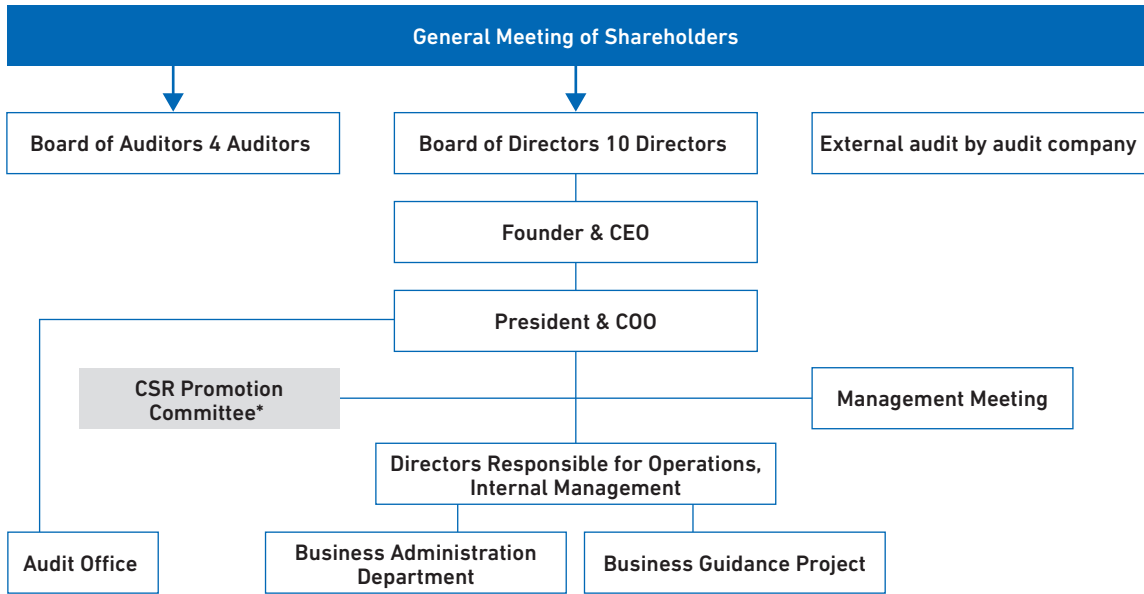 General Meeting of Shareholders
Board of Auditors 4 Auditors
Board of Directors 10 Directors
External audit by audit company
Founder & CEO
President & COO
CSR Promotion
Committee*
Management Meeting
Directors Responsible for Operations,
Internal Management
Audit Office
Business Administration
Department
Business Guidance Project